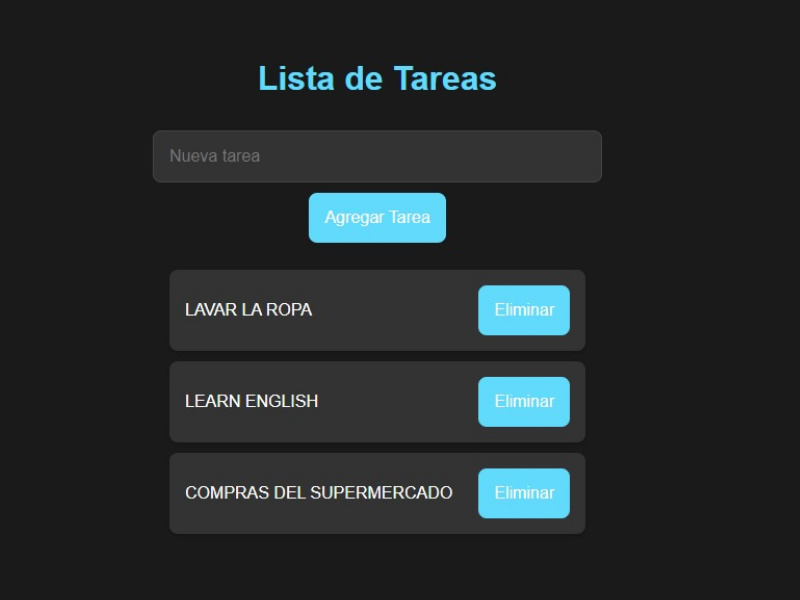 Lista de Tareas
Nueva tarea
Agregar Tarea
LAVAR LA ROPA
Eliminar
LEARN ENGLISH
Eliminar
COMPRAS DEL SUPERMERCADO
Eliminar